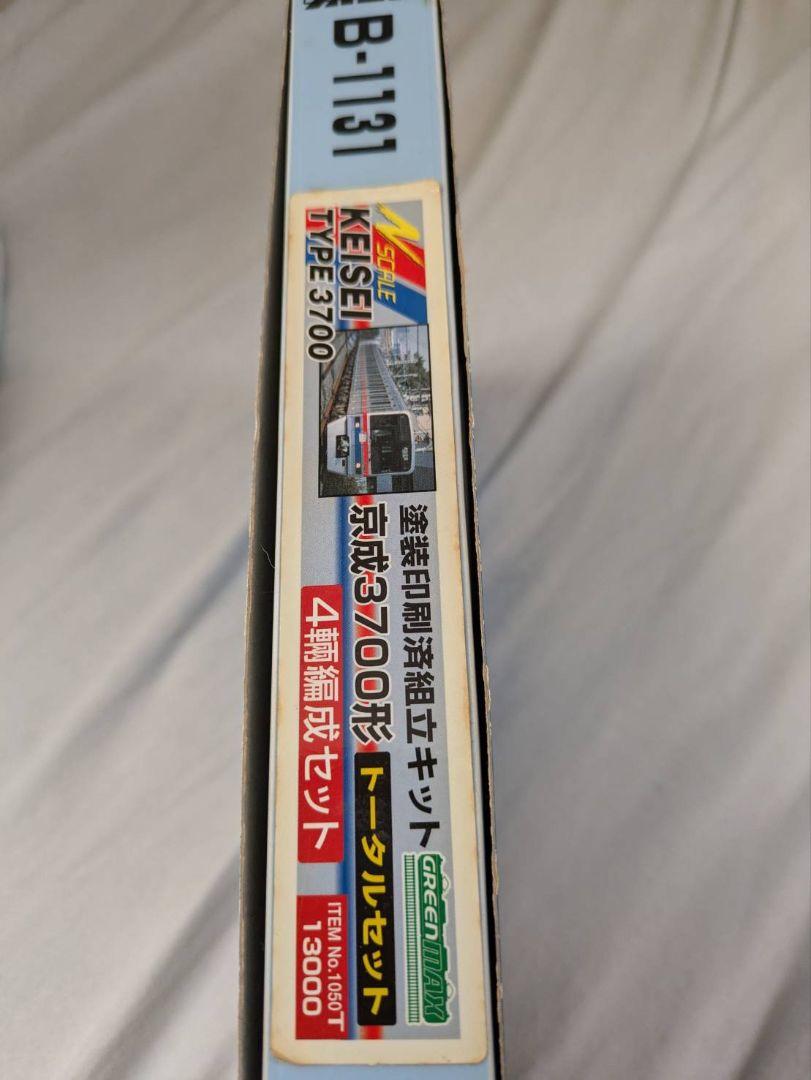 B-1131
N SCALE
KEISEI
TYPE 3700
塗装印刷済組立キット
京成3700形
トータルセット
4輌編成セット
GREENMAX
ITEM No.1050T
13000